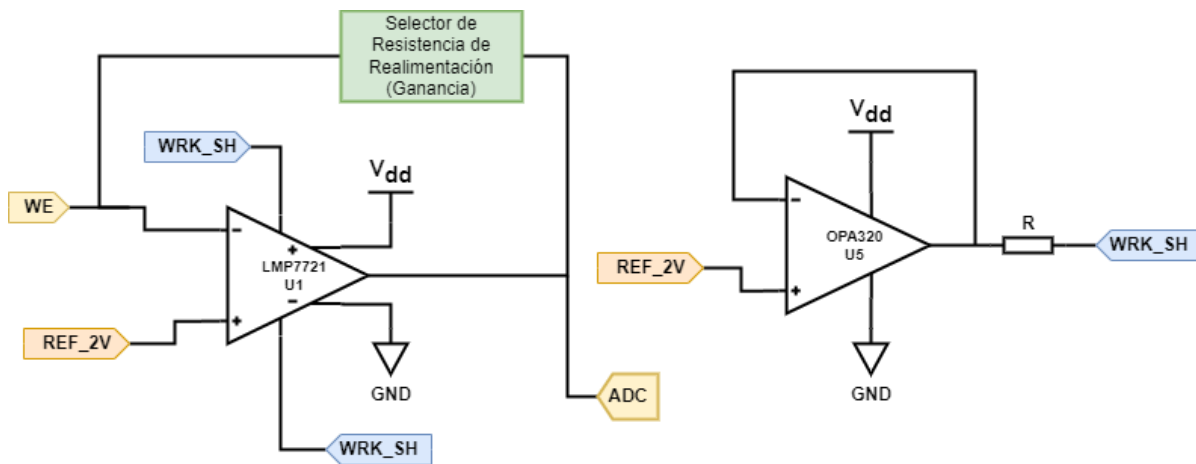 Selector de
Resistencia de
Realimentación
(Ganancia)
WRK_SH
Vdd
WE
-
+
LMP7721
U1
-
+
REF_2V
GND
ADC
WRK_SH
Vdd
-
OPA320
U5
+
REF_2V
R
WRK_SH
GND